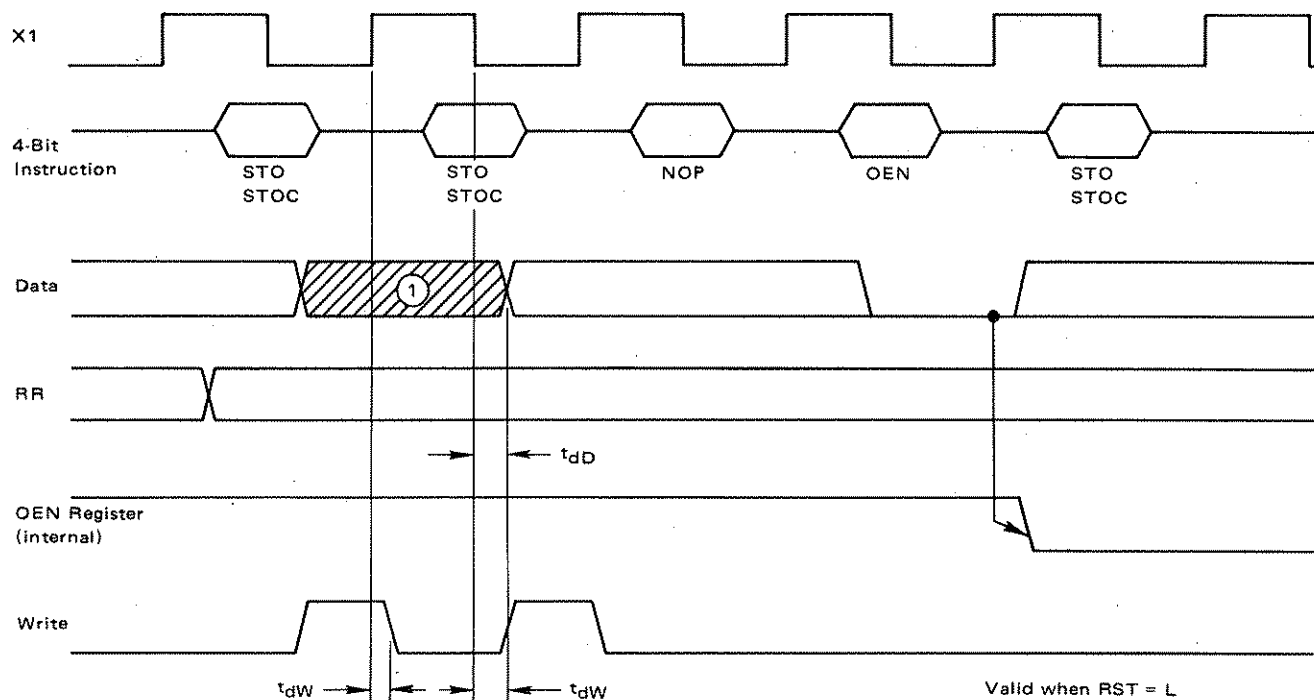 X1
4-Bit
Instruction
STO
STOC
STO
STOC
NOP
OEN
STO
STOC
Data
1
RR
tdD
OEN Register
(internal)
Write
tdW
tdW
Valid when RST = L